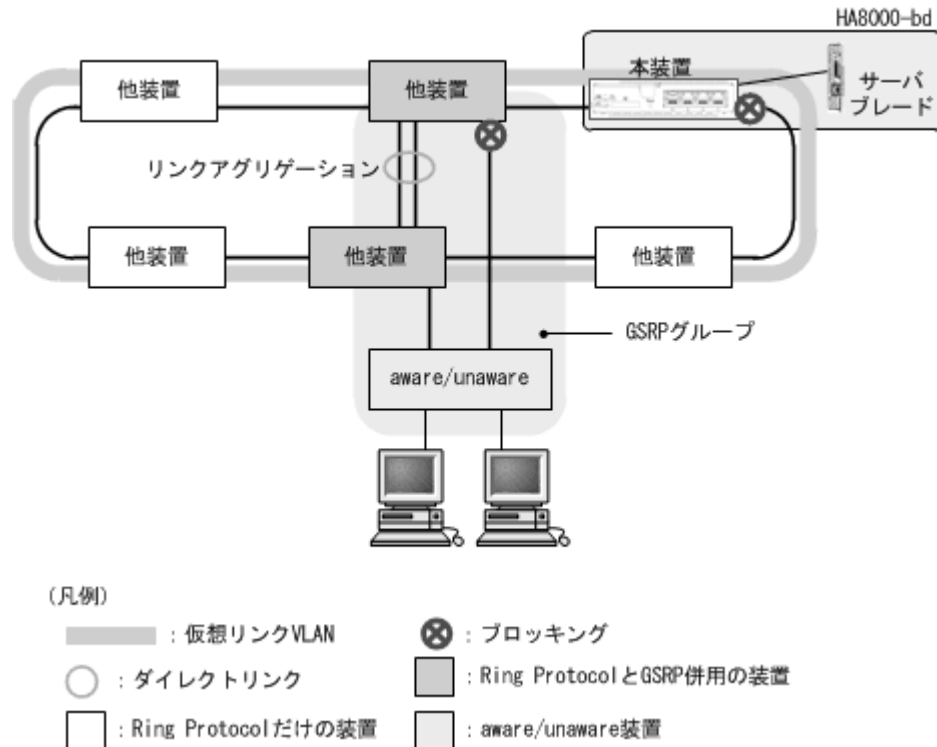 HA8000-bd
他装置
他装置
本装置
サーバ
ブレード
リンクアグリゲーション
他装置
他装置
他装置
GSRPグループ
aware/unaware
(凡例)
:仮想リンクVLAN
:ブロッキング
:ダイレクトリンク
:Ring ProtocolとGSRP併用の装置
:Ring Protocolだけの装置
:aware/unaware装置